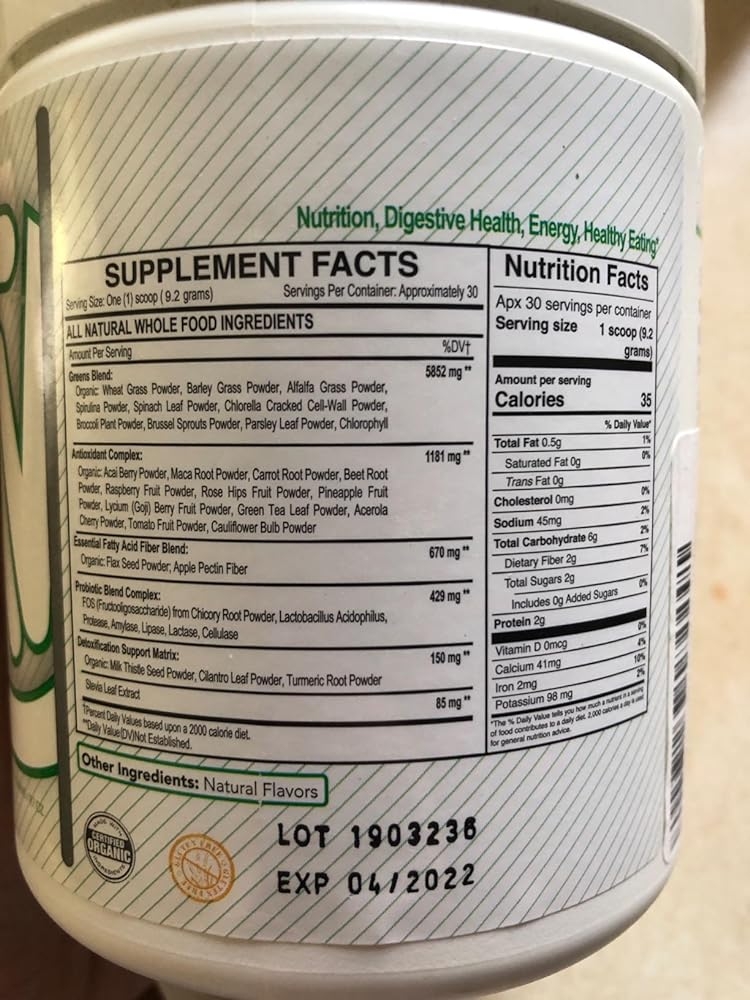 Nutrition, Digestive Health, Energy, Healthy Eating*
SUPPLEMENT FACTS
Serving Size: One (1) scoop ( 9.2 grams)
Servings Per Container: Approximately 30
ALL NATURAL WHOLE FOOD INGREDIENTS
Amount Per Serving %DV†
Greens Blend: 5852 mg **
Organic: Wheat Grass Powder, Barley Grass Powder, Alfalfa Grass Powder,
Spirulina Powder, Spinach Leaf Powder, Chlorella Cracked Cell-Wall Powder,
Broccoli Plant Powder, Brussel Sprouts Powder, Parsley Leaf Powder, Chlorophyll
Antioxidant Complex: 1181 mg **
Organic: Acai Berry Powder, Maca Root Powder, Carrot Root Powder, Beet Root
Powder, Raspberry Fruit Powder, Rose Hips Fruit Powder, Pineapple Fruit
Powder, Lycium (Goji) Berry Fruit Powder, Green Tea Leaf Powder, Acerola
Cherry Powder, Tomato Fruit Powder, Cauliflower Bulb Powder
Essential Fatty Acid Fiber Blend: 670 mg **
Organic: Flax Seed Powder, Apple Pectin Fiber
Probiotic Blend Complex: 429 mg **
FOS (Fructooligosaccharide) from Chicory Root Powder, Lactobacillus Acidophilus,
Protease, Amylase, Lipase, Lactase, Cellulase
Detoxification Support Matrix: 150 mg **
Organic: Milk Thistle Seed Powder, Cilantro Leaf Powder, Turmeric Root Powder
Stevia Leaf Extract 85 mg **
†Percent Daily Values based upon a 2000 calorie diet.
**Daily Value(DV)Not Established.
Other Ingredients: Natural Flavors
Nutrition Facts
Apx 30 servings per container
Serving size 1 scoop (9.2
grams)
Amount per serving
Calories 35
% Daily Value*
Total Fat 0.5g 1%
Saturated Fat 0g 0%
Trans Fat 0g
Cholesterol 0mg 0%
Sodium 45mg 2%
Total Carbohydrate 6g 2%
Dietary Fiber 2g 7%
Total Sugars 2g
Includes 0g Added Sugars 0%
Protein 2g
Vitamin D 0mcg 0%
Calcium 41mg 4%
Iron 2mg 10%
Potassium 98 mg 2%
*The % Daily Value tells you how much a nutrient in a serving
of food contributes to a daily diet. 2,000 calories a day is used
for general nutrition advice.
MADE WITH
CERTIFIED
ORGANIC
INGREDIENTS
GLUTEN FREE
GLUTEN FREE
LOT 1903236
EXP 04/2022